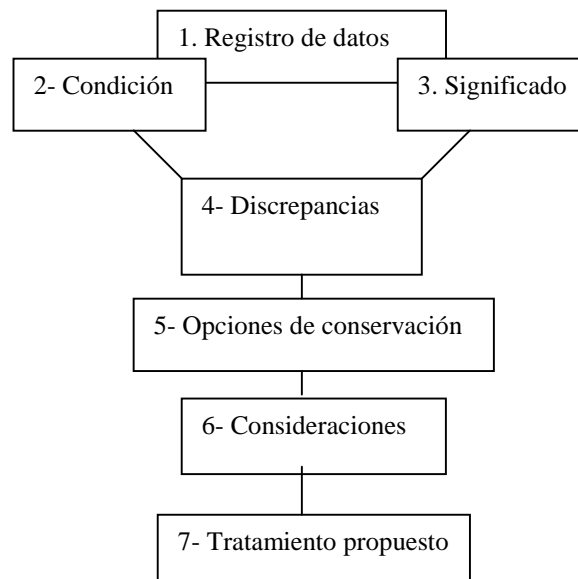 1. Registro de datos
2- Condición
3. Significado
4- Discrepancias
5- Opciones de conservación
6- Consideraciones
7- Tratamiento propuesto